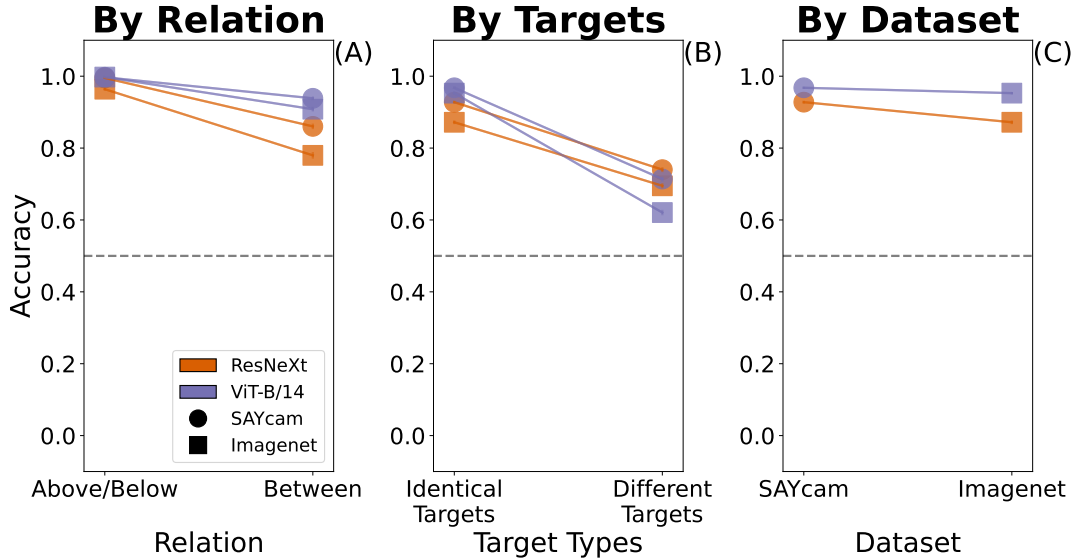 By Relation
(A)
Accuracy
1.0
0.8
0.6
0.4
0.2
0.0
ResNeXt
ViT-B/14
SAYcam
Imagenet
Above/Below
Between
Relation
By Targets
(B)
1.0
0.8
0.6
0.4
0.2
0.0
Identical
Targets
Different
Targets
Target Types
By Dataset
(C)
1.0
0.8
0.6
0.4
0.2
0.0
SAYcam
Imagenet
Dataset